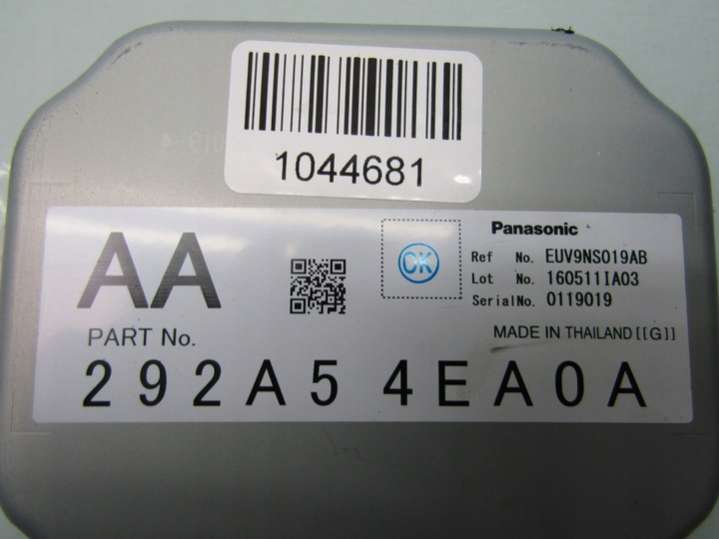 1044681
AA
OK
Panasonic
Ref No. EUV9NS019AB
Lot No. 160511IA03
Serial No. 0119019
MADE IN THAILAND [[G]]
PART No.
292A5 4EA0A